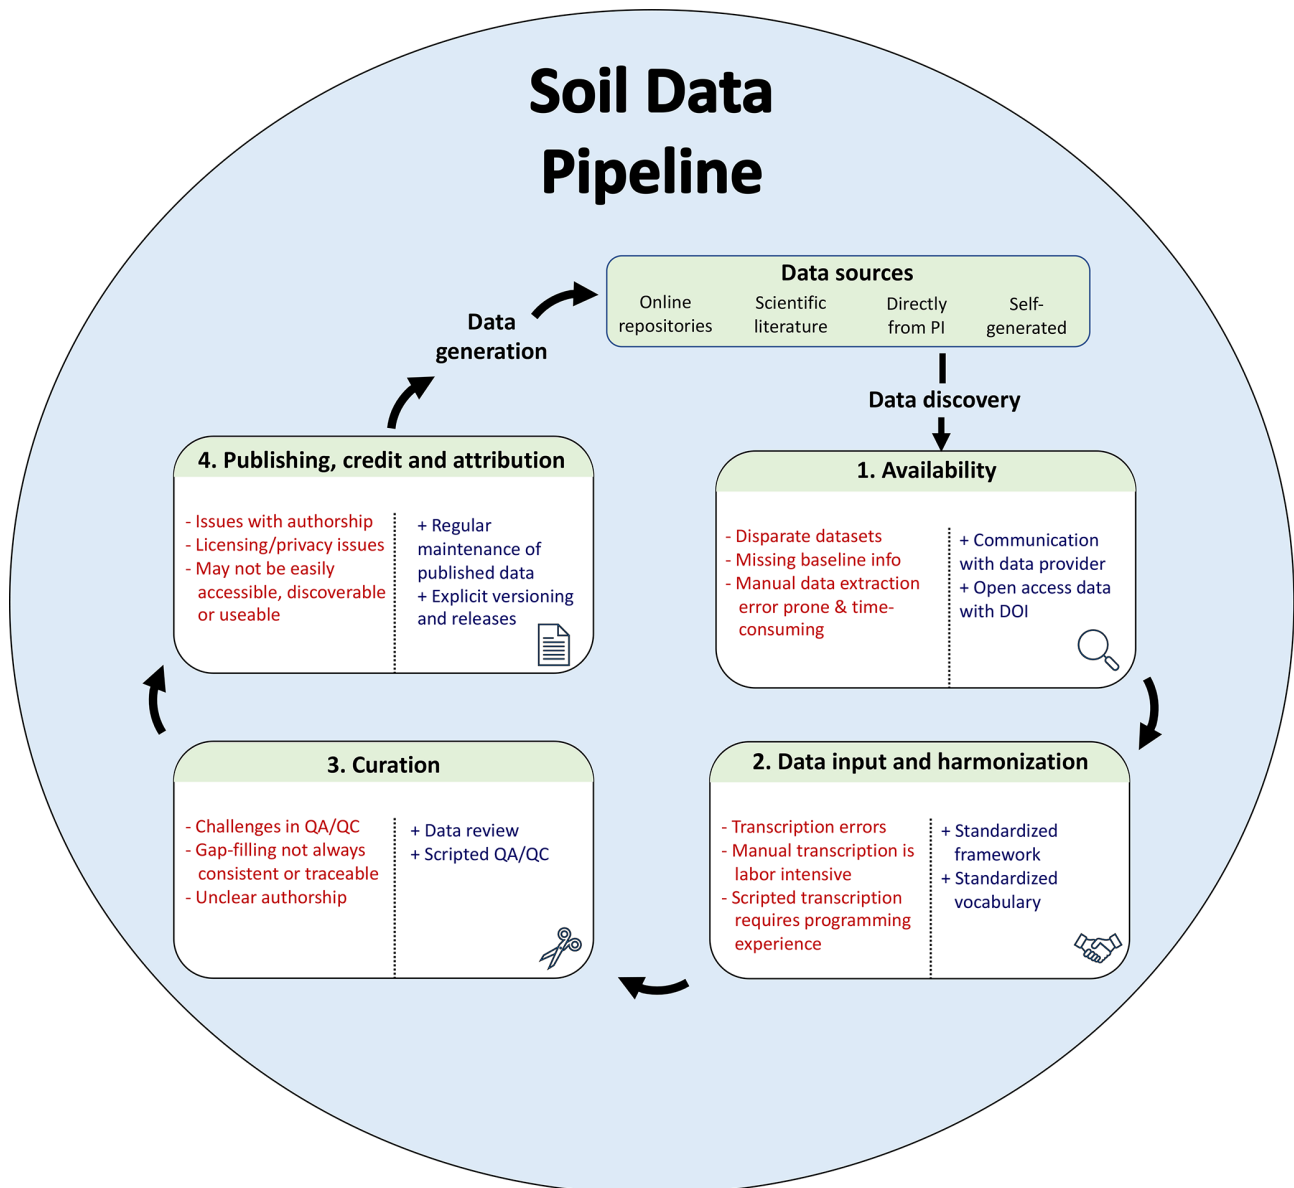 Soil Data
Pipeline
Data sources
Online
repositories
Scientific
literature
Directly
from PI
Self-
generated
Data
generation
Data discovery
1. Availability
- Disparate datasets
- Missing baseline info
- Manual data extraction
error prone & time-
consuming
+ Communication
with data provider
+ Open access data
with DOI
2. Data input and harmonization
- Transcription errors
- Manual transcription is
labor intensive
- Scripted transcription
requires programming
experience
+ Standardized
framework
+ Standardized
vocabulary
3. Curation
- Challenges in QA/QC
- Gap-filling not always
consistent or traceable
- Unclear authorship
+ Data review
+ Scripted QA/QC
4. Publishing, credit and attribution
- Issues with authorship
- Licensing/privacy issues
- May not be easily
accessible, discoverable
or useable
+ Regular
maintenance of
published data
+ Explicit versioning
and releases